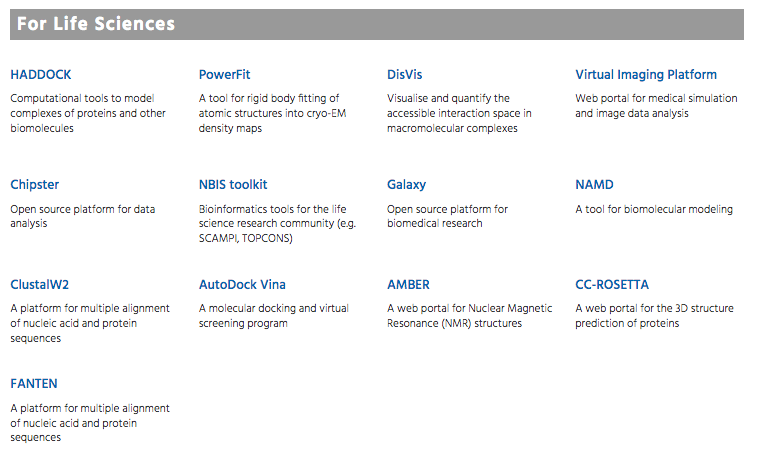 For Life Sciences
HADDOCK
Computational tools to model
complexes of proteins and other
biomolecules
PowerFit
A tool for rigid body fitting of
atomic structures into cryo-EM
density maps
DisVis
Visualise and quantify the
accessible interaction space in
macromolecular complexes
Virtual Imaging Platform
Web portal for medical simulation
and image data analysis
Chipster
Open source platform for data
analysis
NBIS toolkit
Bioinformatics tools for the life
science research community (e.g.
SCAMPI, TOPCONS)
Galaxy
Open source platform for
biomedical research
NAMD
A tool for biomolecular modeling
ClustalW2
A platform for multiple alignment
of nucleic acid and protein
sequences
AutoDock Vina
A molecular docking and virtual
screening program
AMBER
A web portal for Nuclear Magnetic
Resonance (NMR) structures
CC-ROSETTA
A web portal for the 3D structure
prediction of proteins
FANTEN
A platform for multiple alignment
of nucleic acid and protein
sequences